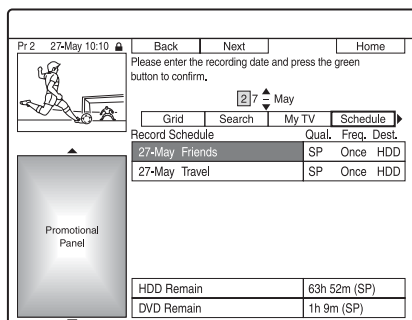 Pr 2 27-May 10:10
Back Next Home
Please enter the recording date and press the green
button to confirm.
2 7 May
Grid Search My TV Schedule
Record Schedule Qual. Freq. Dest.
27-May Friends SP Once HDD
27-May Travel SP Once HDD
Promotional
Panel
HDD Remain 63h 52m (SP)
DVD Remain 1h 9m (SP)